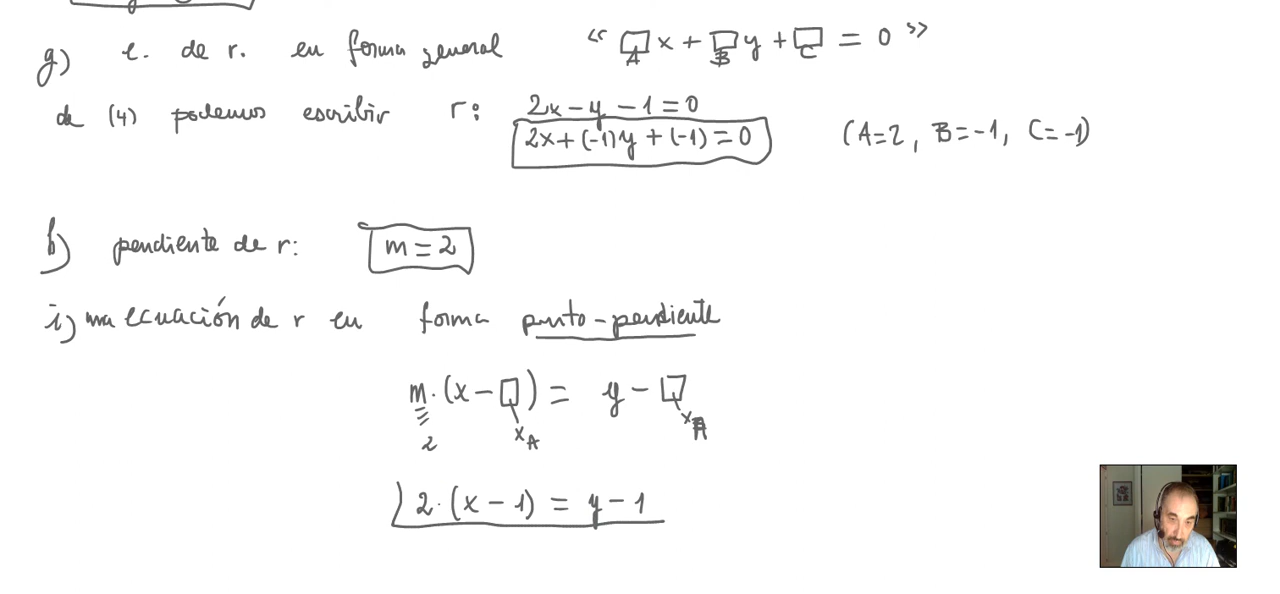 g) e. de r. en forma general “ □x + □y + □ = 0 ”
A B C
de (4) podemos escribir r: 2x - y - 1 = 0
2x + (-1)y + (-1) = 0 (A=2, B=-1, C=-1)
h) pendiente de r: m = 2
i) una ecuación de r en forma punto-pendiente
m·(x - □) = y - □
2 x_A
2·(x - 1) = y - 1